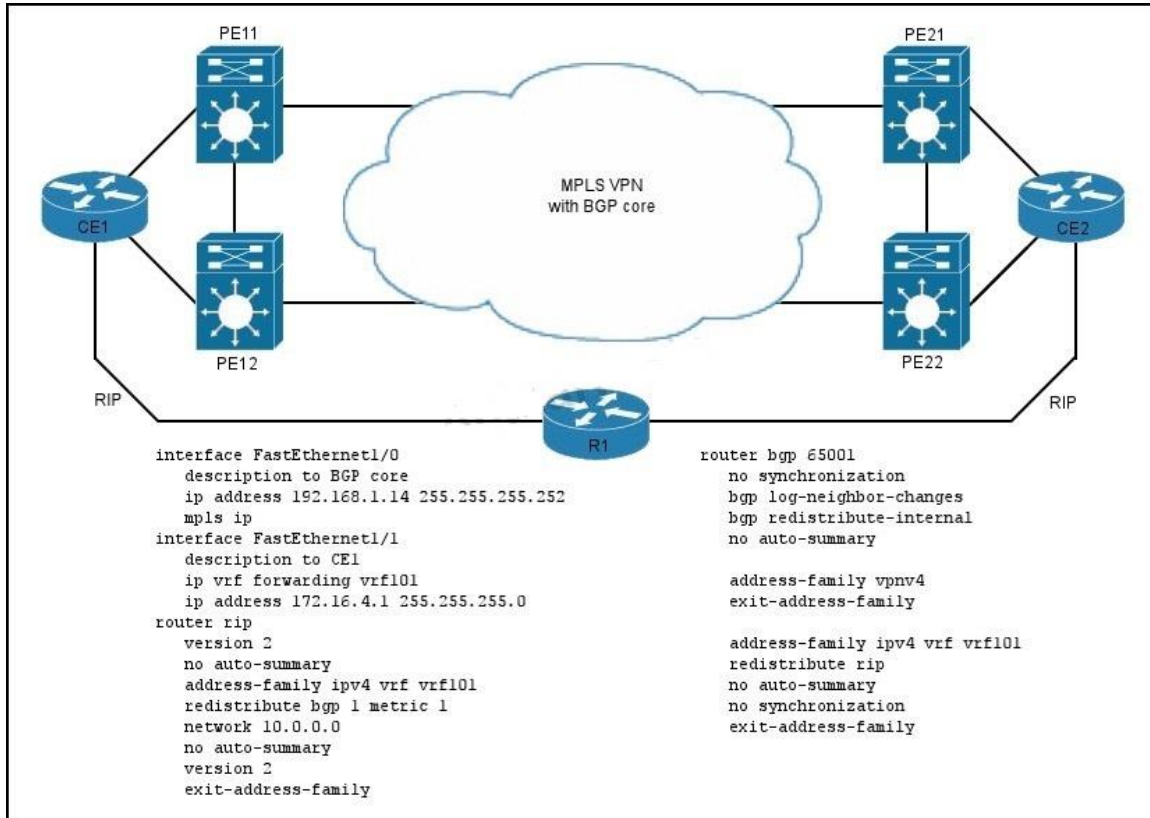 PE11
PE21
MPLS VPN
with BGP core
CE1
CE2
PE12
PE22
RIP
RIP
R1
interface FastEthernet1/0
description to BGP core
ip address 192.168.1.14 255.255.255.252
mpls ip
interface FastEthernet1/1
description to CE1
ip vrf forwarding vrf101
ip address 172.16.4.1 255.255.255.0
router rip
version 2
no auto-summary
address-family ipv4 vrf vrf101
redistribute bgp 1 metric 1
network 10.0.0.0
no auto-summary
version 2
exit-address-family
router bgp 65001
no synchronization
bgp log-neighbor-changes
bgp redistribute-internal
no auto-summary
address-family vpnv4
exit-address-family
address-family ipv4 vrf vrf101
redistribute rip
no auto-summary
no synchronization
exit-address-family